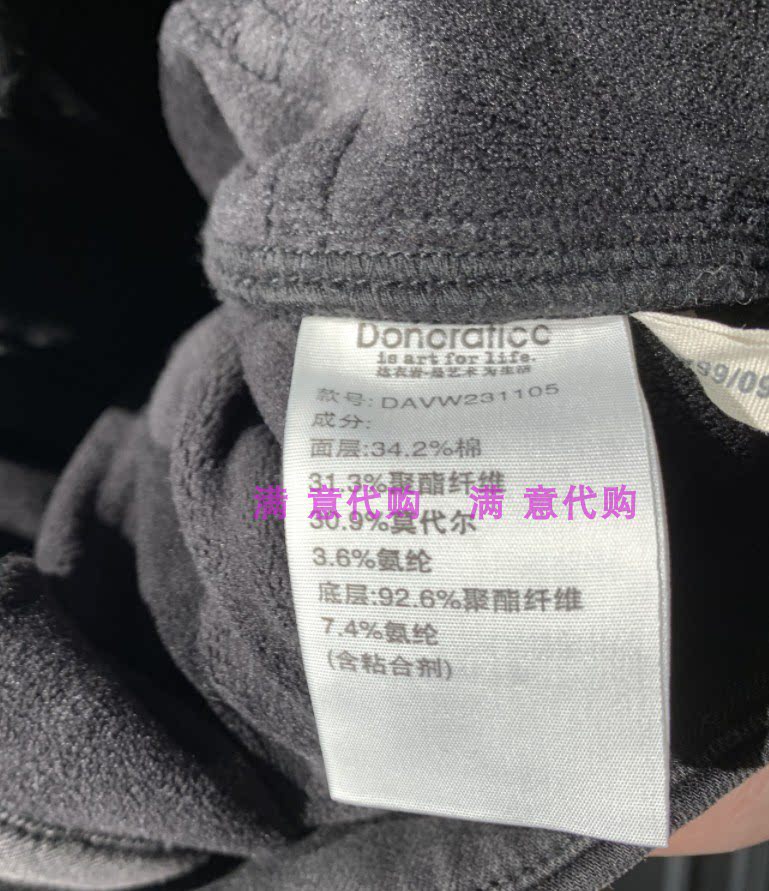 Doncraficc
is art for life.
达衣岩·是艺术为生活
款号: DAVW231105
成分:
面层:34.2%棉
31.3%聚酯纤维
满 意代购 满 意代购
30.9%莫代尔
3.6%氨纶
底层:92.6%聚酯纤维
7.4%氨纶
(含粘合剂)